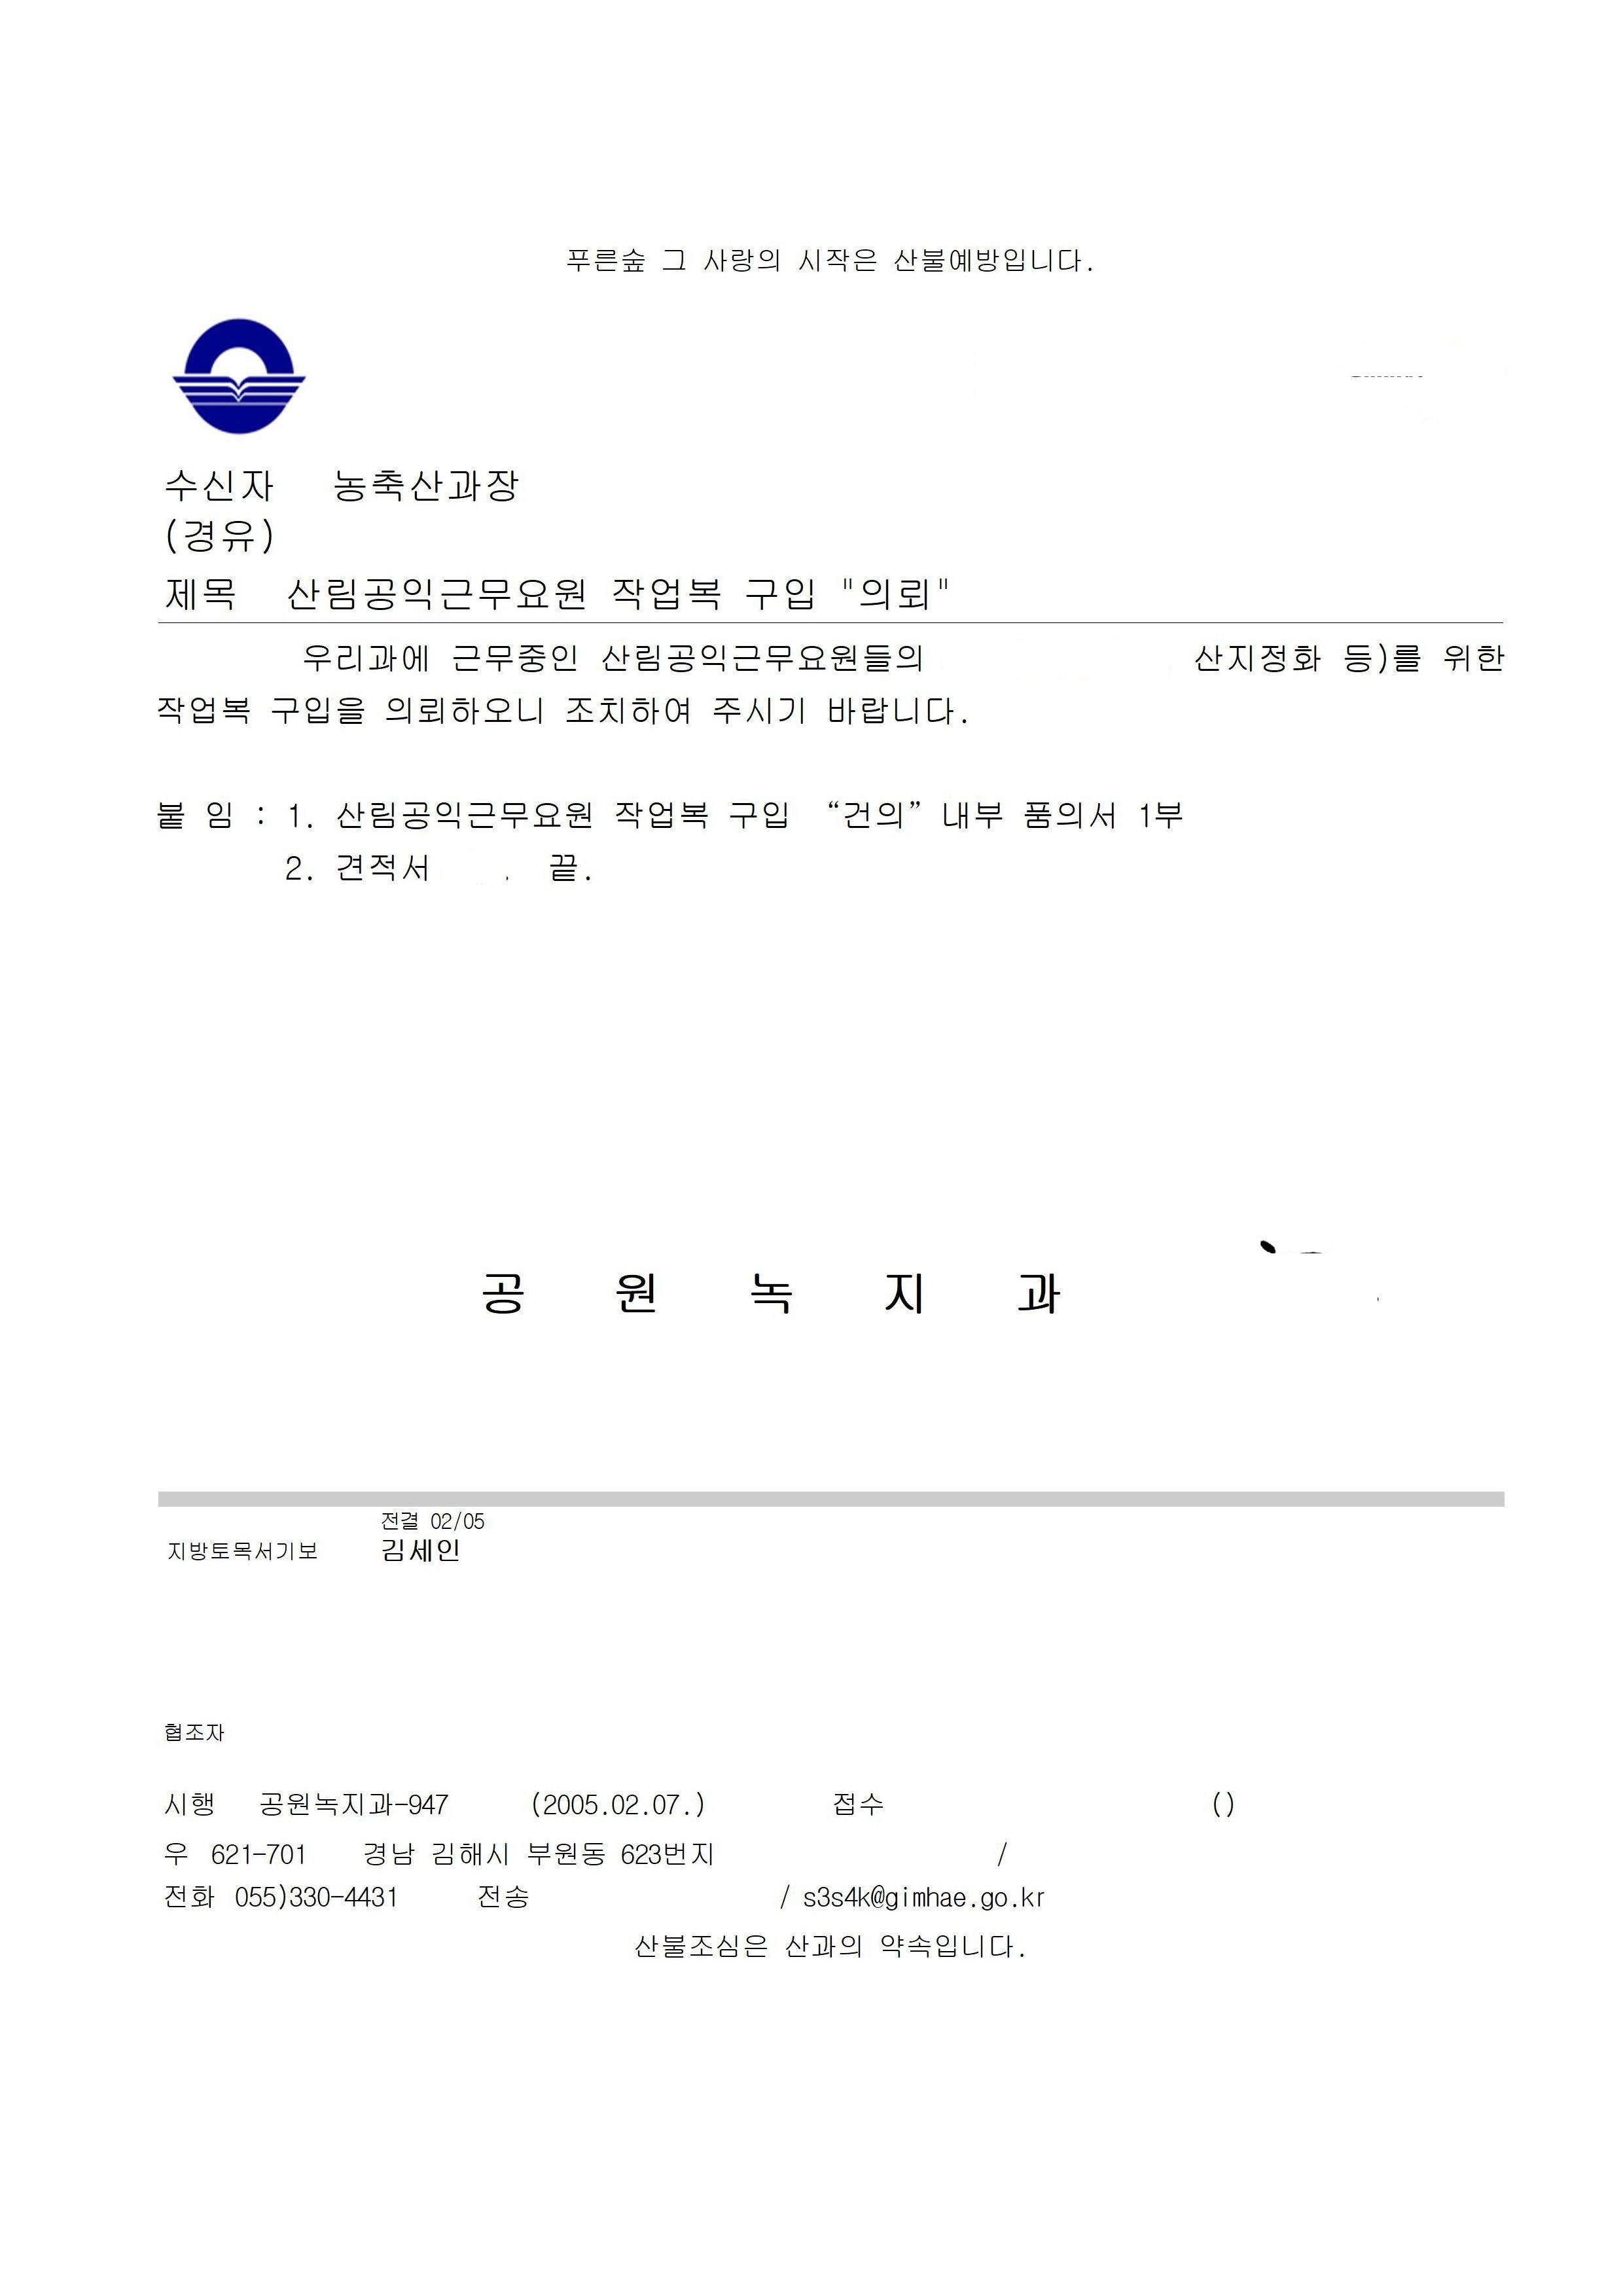 푸른숲 그 사랑의 시작은 산불예방입니다.
수신자 농축산과장
(경유)
제목 산림공익근무요원 작업복 구입 "의뢰"
우리과에 근무중인 산림공익근무요원들의 산지정화 등)를 위한
작업복 구입을 의뢰하오니 조치하여 주시기 바랍니다.
붙 임 : 1. 산림공익근무요원 작업복 구입 “건의” 내부 품의서 1부
2. 견적서 끝.
공 원 녹 지 과
전결 02/05
지방토목서기보 김세인
협조자
시행 공원녹지과-947 (2005.02.07.) 접수 ()
우 621-701 경남 김해시 부원동 623번지 /
전화 055)330-4431 전송 / s3s4k@gimhae.go.kr
산불조심은 산과의 약속입니다.